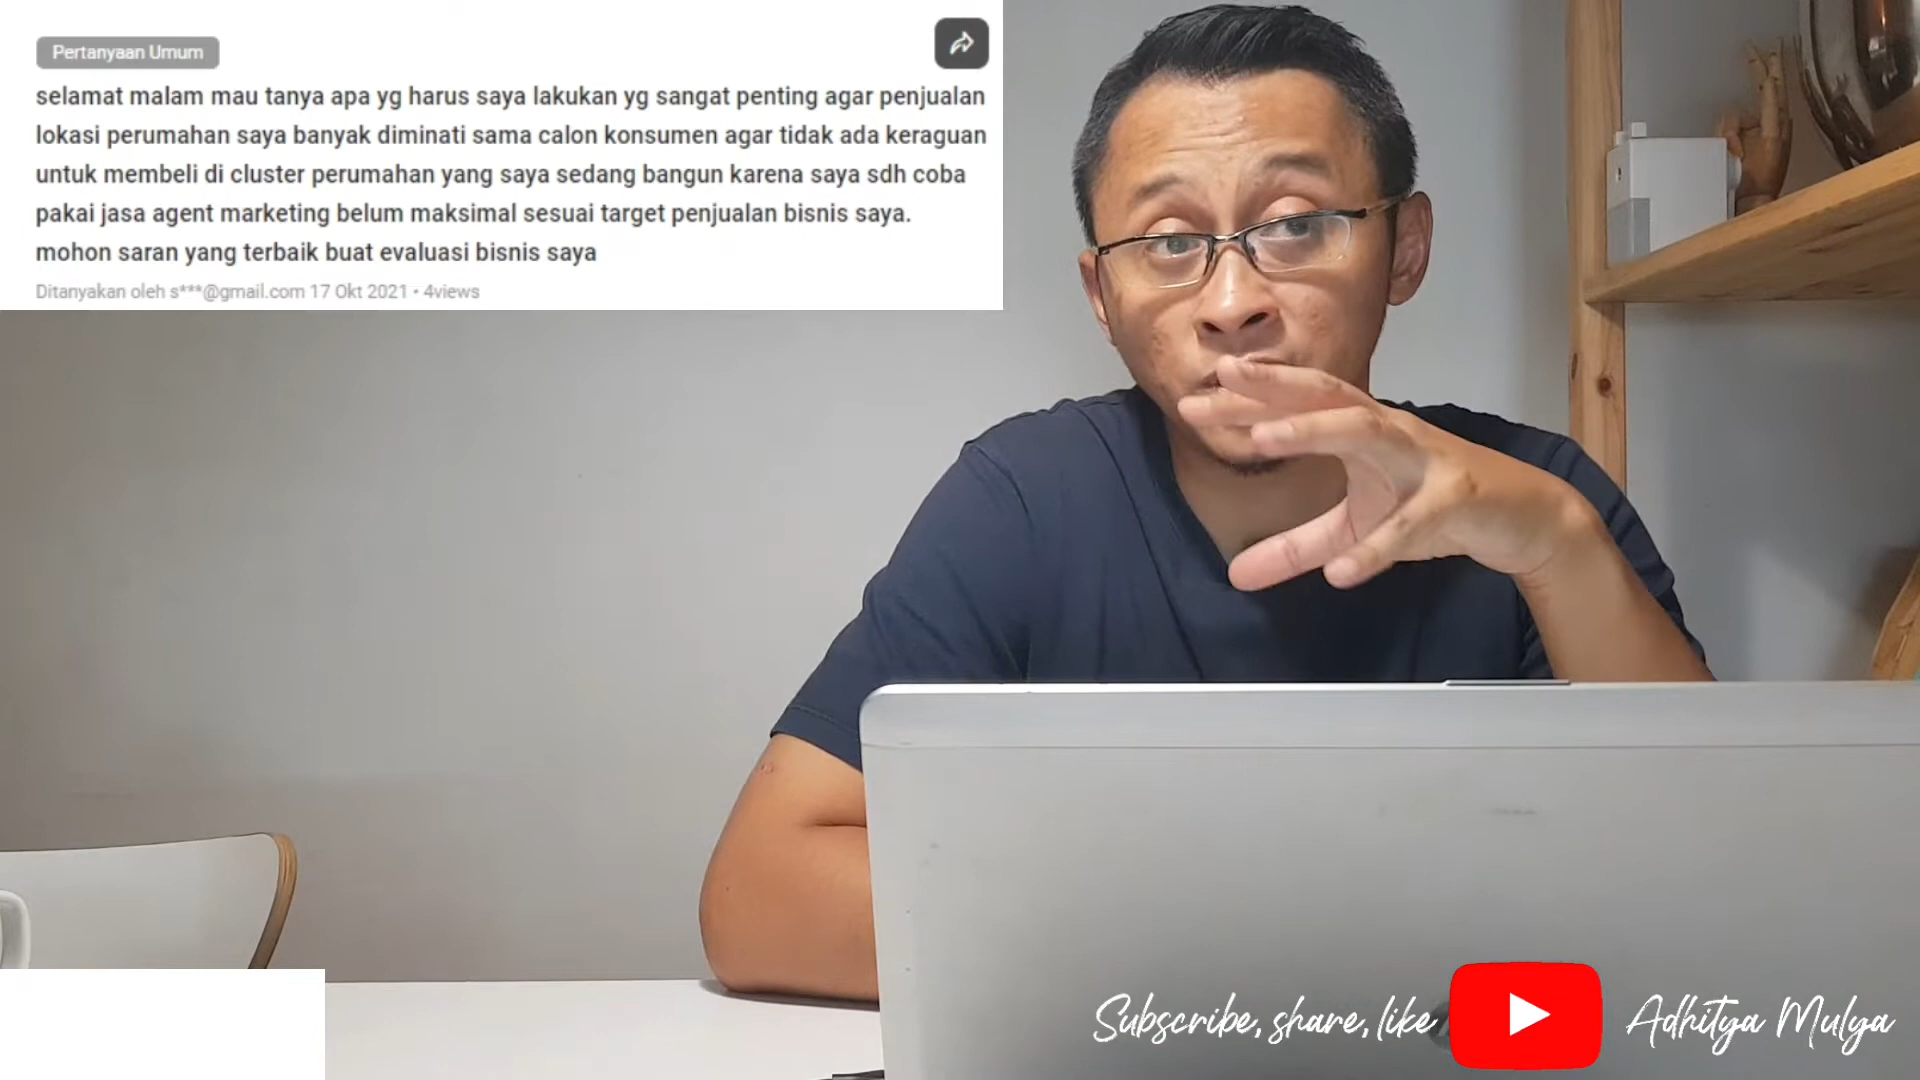 Pertanyaan Umum
selamat malam mau tanya apa yg harus saya lakukan yg sangat penting agar penjualan
lokasi perumahan saya banyak diminati sama calon konsumen agar tidak ada keraguan
untuk membeli di cluster perumahan yang saya sedang bangun karena saya sdh coba
pakai jasa agent marketing belum maksimal sesuai target penjualan bisnis saya.
mohon saran yang terbaik buat evaluasi bisnis saya
Ditanyakan oleh s***@gmail.com 17 Okt 2021 • 4views
Subscribe, share, like Adhitya Mulya